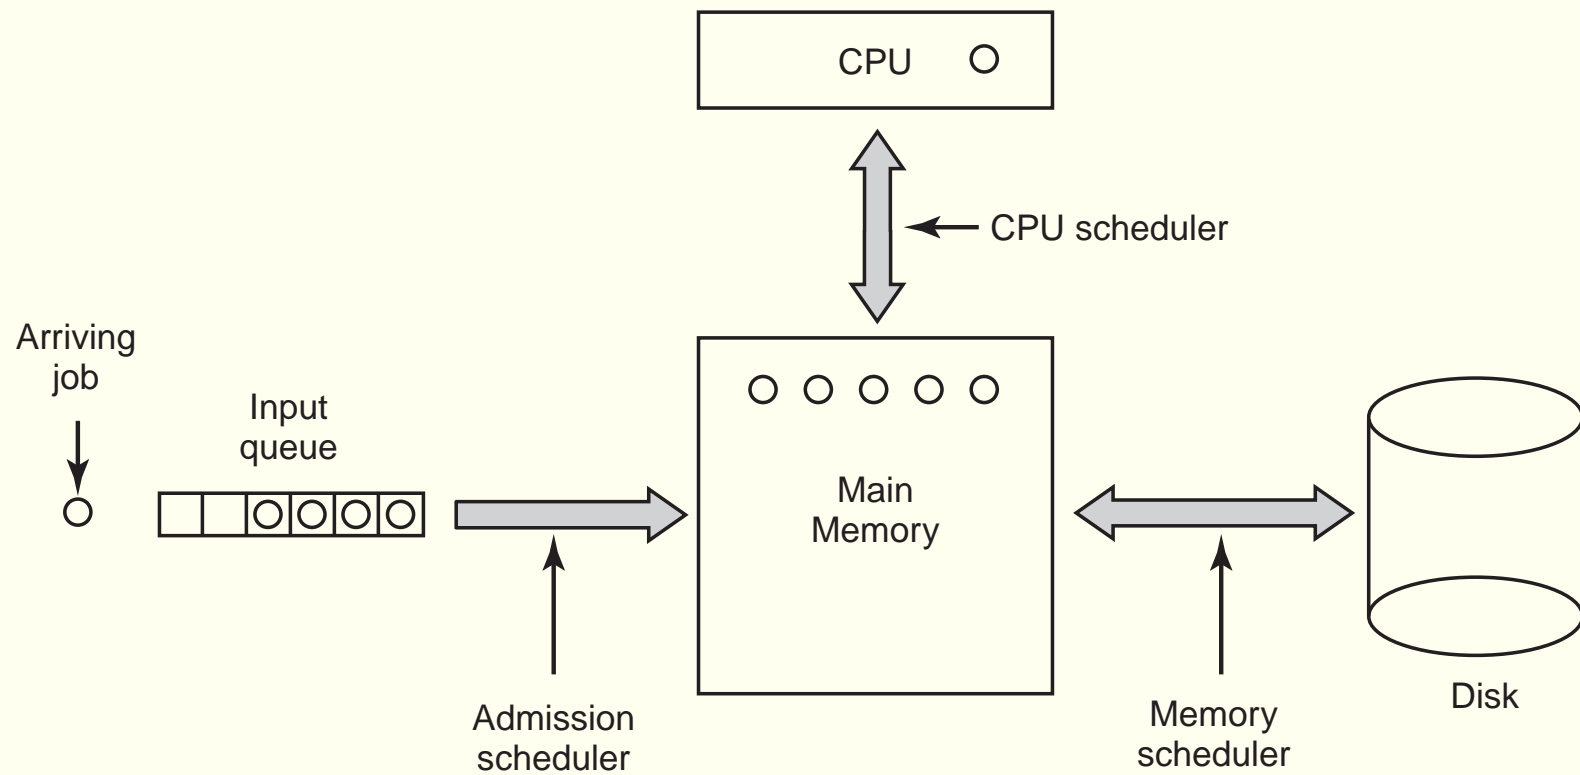 CPU
CPU scheduler
Arriving
job
Input
queue
Main
Memory
Admission
scheduler
Memory
scheduler
Disk